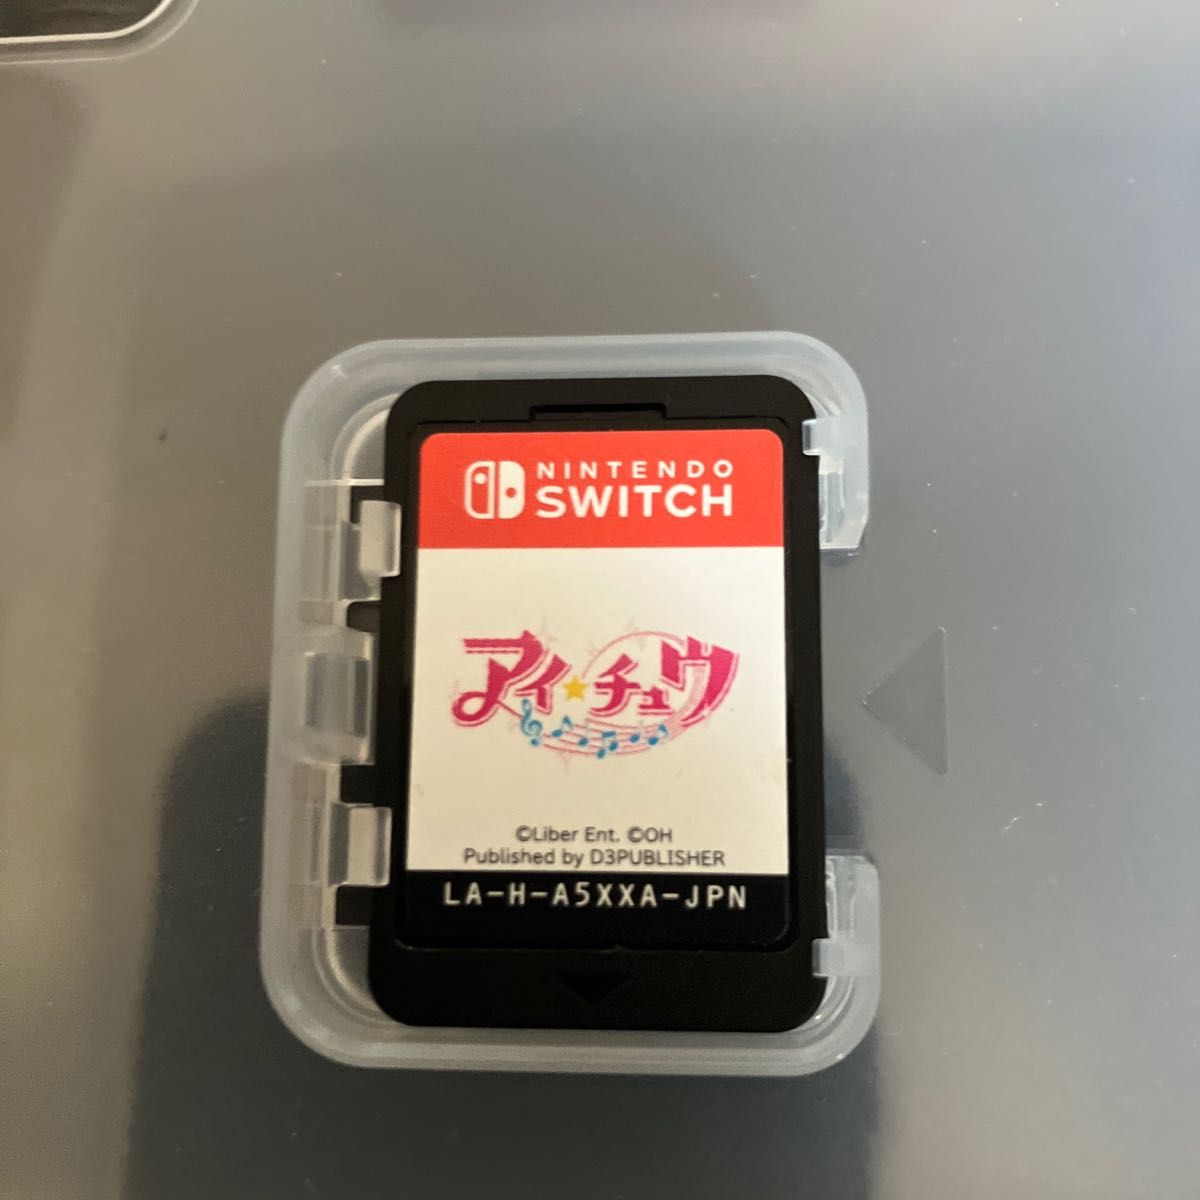 NINTENDO
SWITCH
アイ★チュウ
©Liber Ent. ©OH
Published by D3PUBLISHER
LA-H-A5XXA-JPN